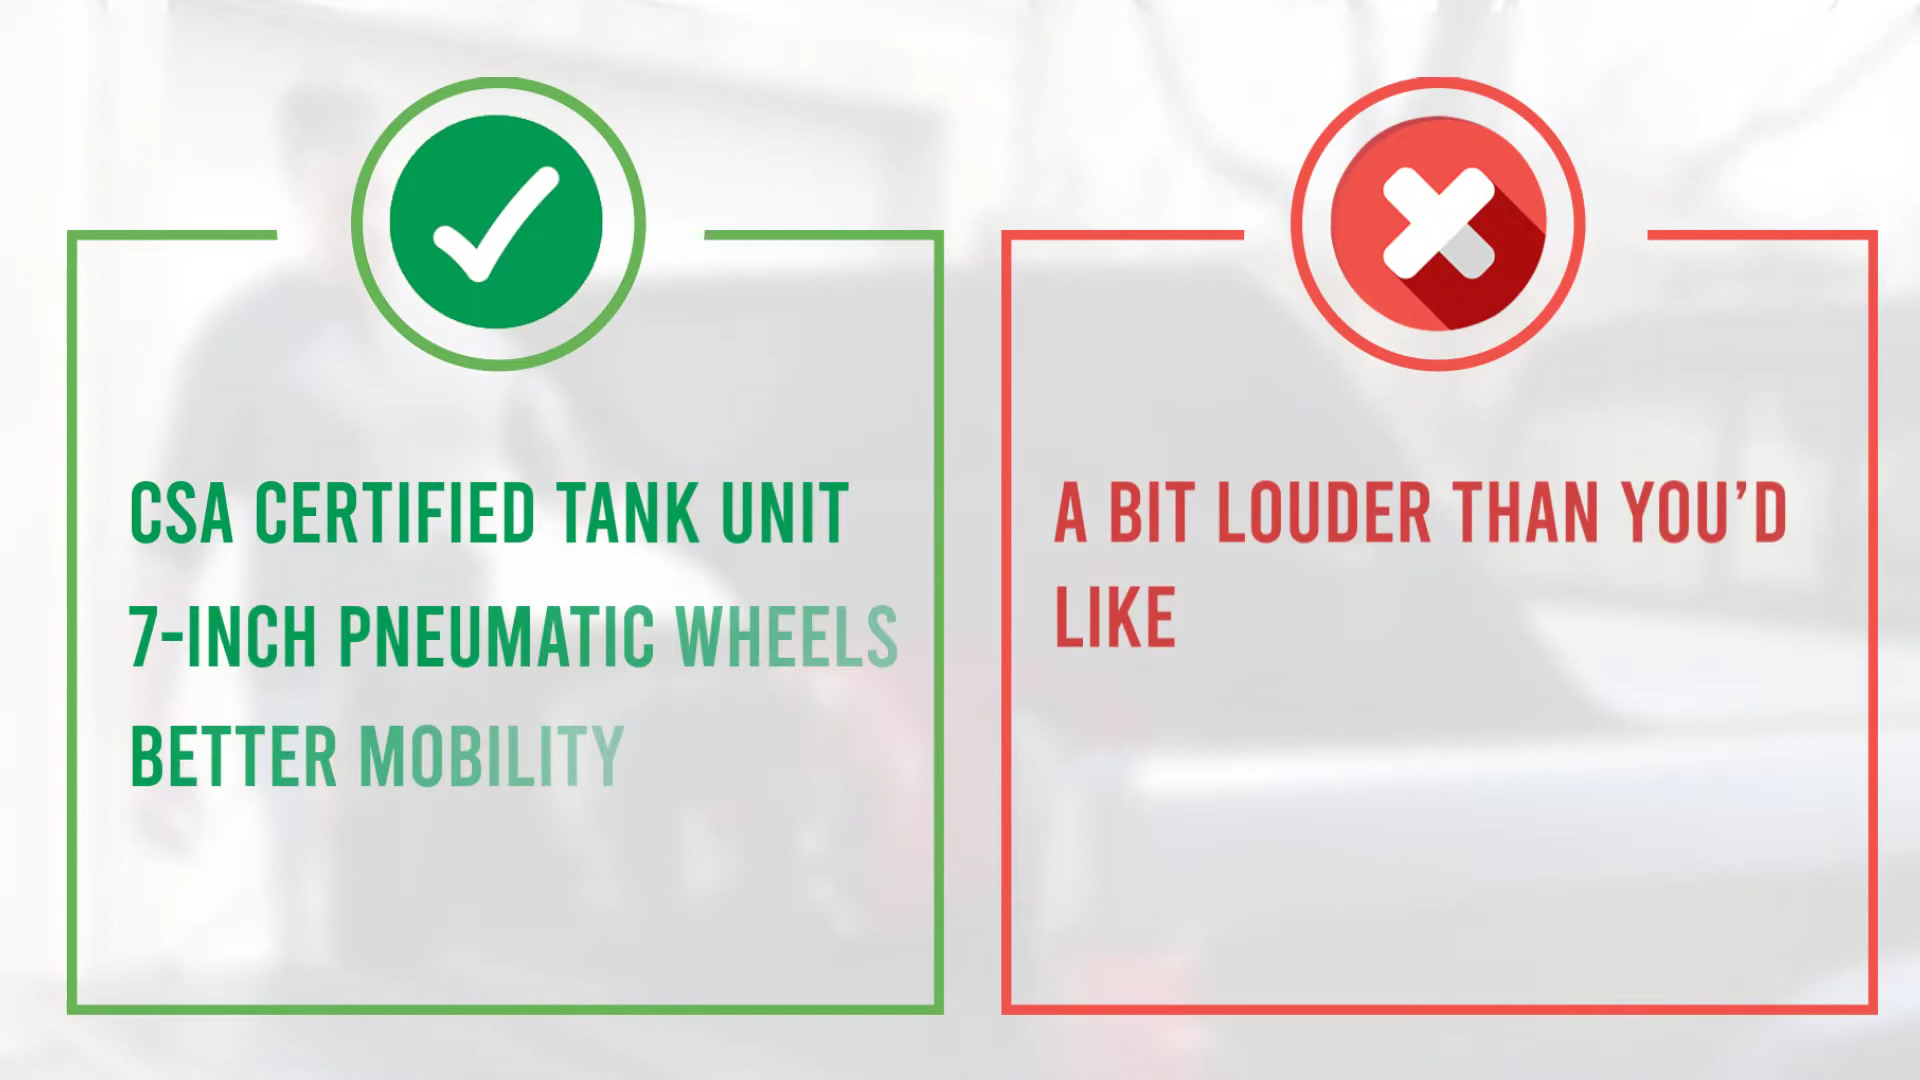 CSA CERTIFIED TANK UNIT
7-INCH PNEUMATIC WHEELS
BETTER MOBILITY
A BIT LOUDER THAN YOU'D
LIKE